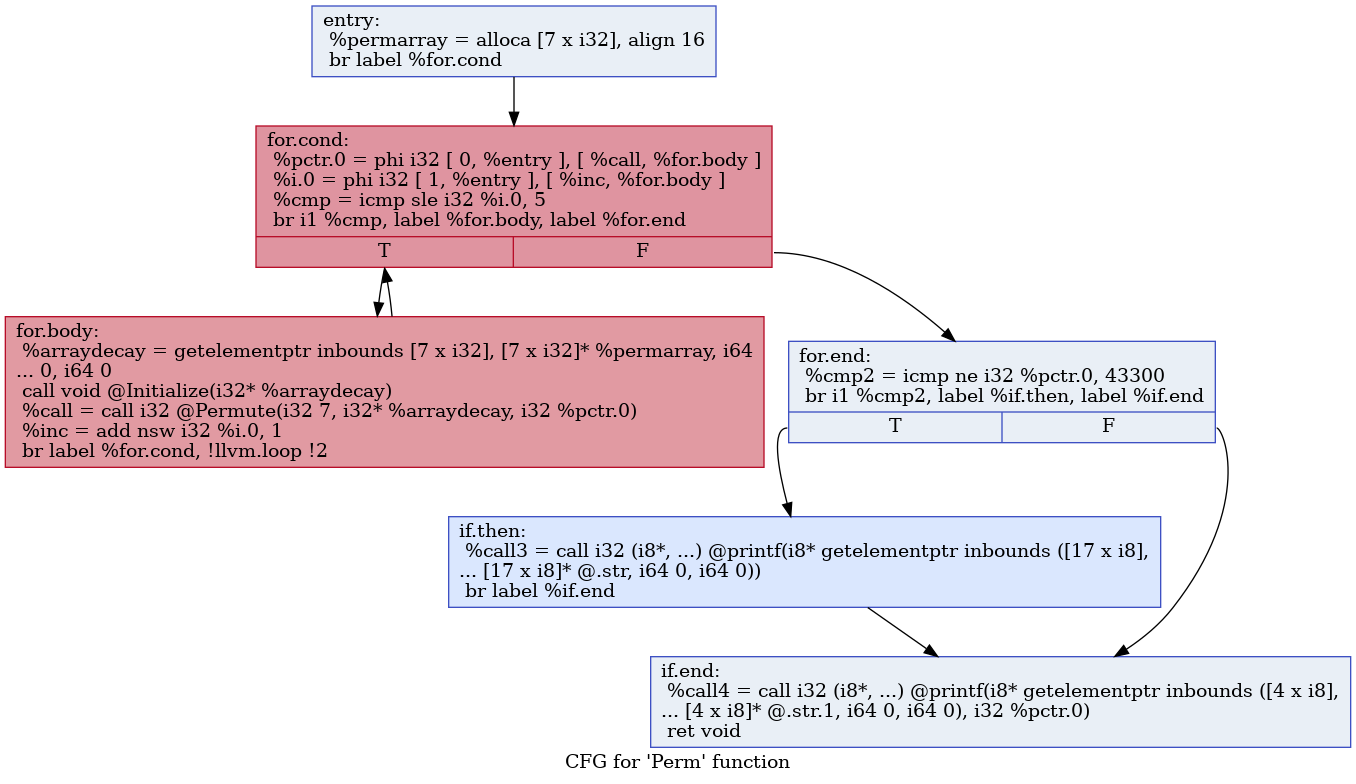 entry:
%permarray = alloca [7 x i32], align 16
br label %for.cond
for.cond:
%pctr.0 = phi i32 [ 0, %entry ], [ %call, %for.body ]
%i.0 = phi i32 [ 1, %entry ], [ %inc, %for.body ]
%cmp = icmp sle i32 %i.0, 5
br i1 %cmp, label %for.body, label %for.end
T F
for.body:
%arraydecay = getelementptr inbounds [7 x i32], [7 x i32]* %permarray, i64
... 0, i64 0
call void @Initialize(i32* %arraydecay)
%call = call i32 @Permute(i32 7, i32* %arraydecay, i32 %pctr.0)
%inc = add nsw i32 %i.0, 1
br label %for.cond, !llvm.loop !2
for.end:
%cmp2 = icmp ne i32 %pctr.0, 43300
br i1 %cmp2, label %if.then, label %if.end
T F
if.then:
%call3 = call i32 (i8*, ...) @printf(i8* getelementptr inbounds ([17 x i8],
... [17 x i8]* @.str, i64 0, i64 0))
br label %if.end
if.end:
%call4 = call i32 (i8*, ...) @printf(i8* getelementptr inbounds ([4 x i8],
... [4 x i8]* @.str.1, i64 0, i64 0), i32 %pctr.0)
ret void
CFG for 'Perm' function